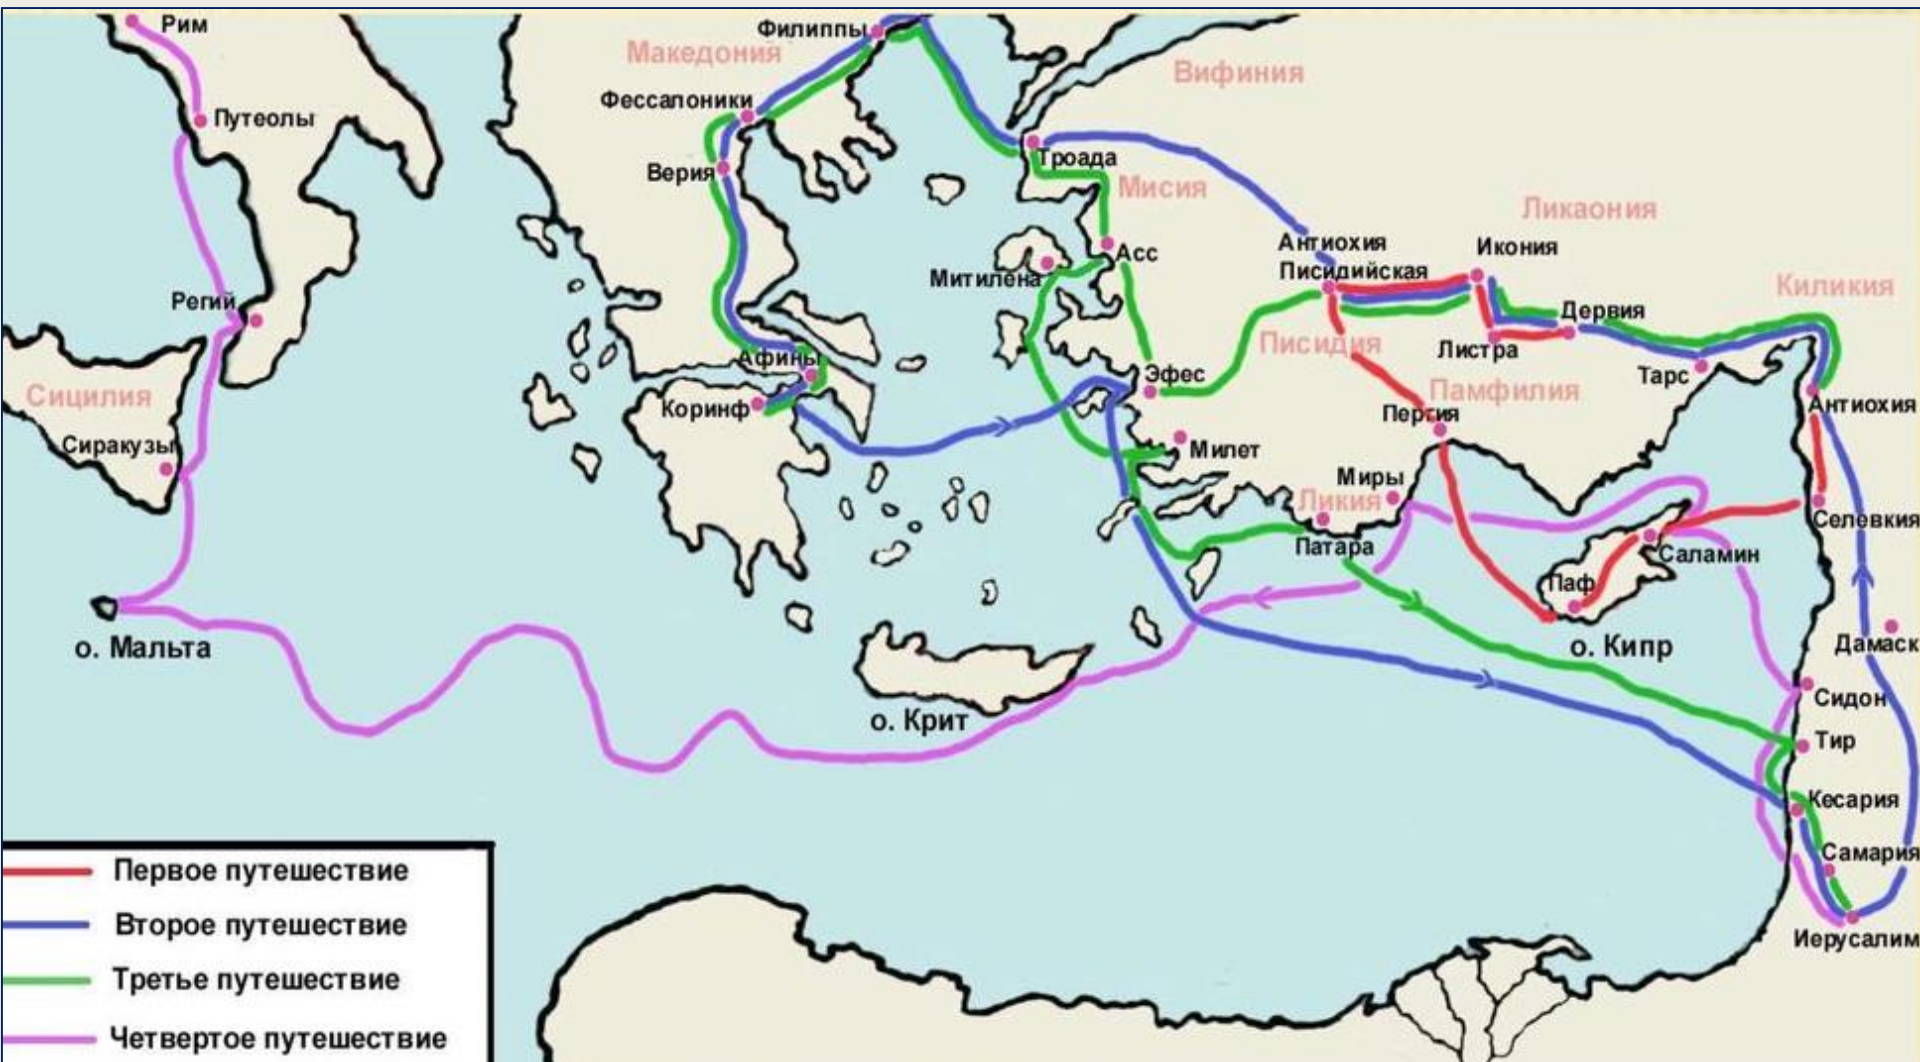 Рим
Филиппы
Македония
Вифиния
Фессалоники
Путеолы
Троада
Верия
Мисия
Ликаония
Антиохия
Писидийская
Икония
Асс
Митилена
Киликия
Регий
Дервия
Писидия
Листра
Афины
Эфес
Тарс
Сицилия
Памфилия
Коринф
Пергия
Антиохия
Сиракузы
Милет
Миры
Ликия
Селевкия
Патара
Саламин
Паф
о. Мальта
о. Кипр
Дамаск
Сидон
о. Крит
Тир
Кесария
Самария
Иерусалим
Первое путешествие
Второе путешествие
Третье путешествие
Четвертое путешествие